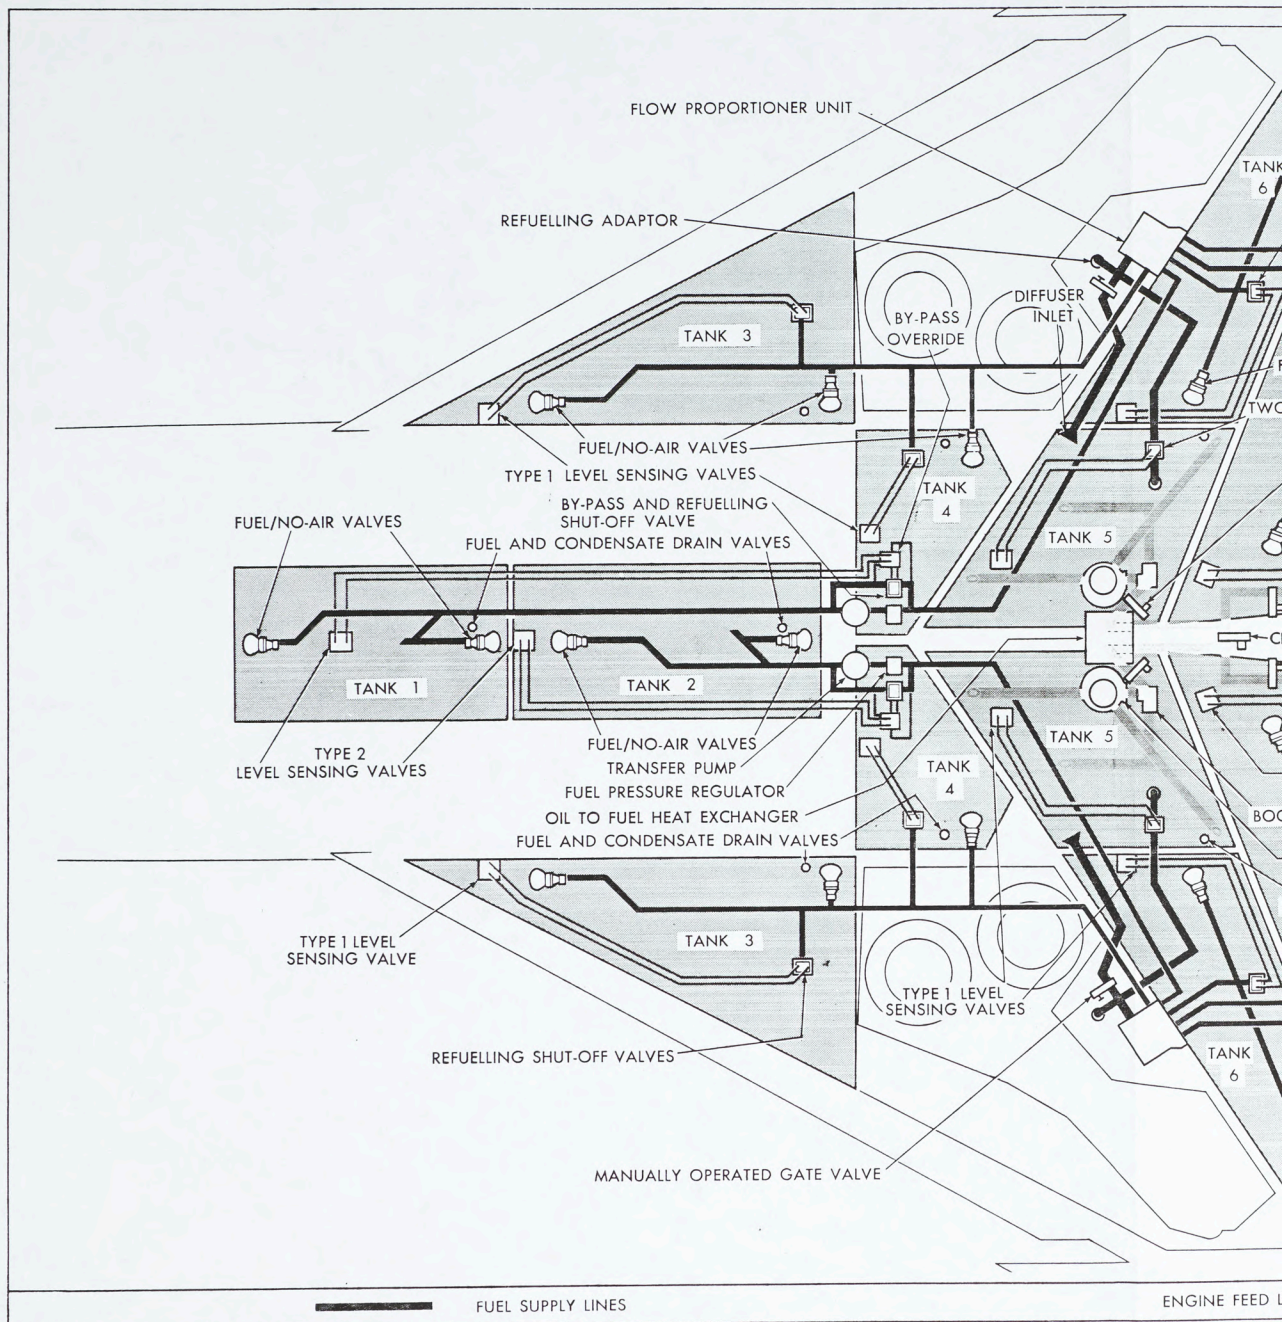 FLOW PROPORTIONER UNIT
TANK
6
REFUELLING ADAPTOR
DIFFUSER
INLET
BY-PASS
OVERRIDE
TANK 3
TWO
FUEL/NO-AIR VALVES
TYPE 1 LEVEL SENSING VALVES
TANK
4
BY-PASS AND REFUELLING
SHUT-OFF VALVE
FUEL/NO-AIR VALVES
FUEL AND CONDENSATE DRAIN VALVES
TANK 5
TANK 1
TANK 2
TANK 5
TYPE 2
LEVEL SENSING VALVES
FUEL/NO-AIR VALVES
TRANSFER PUMP
FUEL PRESSURE REGULATOR
OIL TO FUEL HEAT EXCHANGER
FUEL AND CONDENSATE DRAIN VALVES
TANK
4
BOO
TYPE 1 LEVEL
SENSING VALVE
TANK 3
TYPE 1 LEVEL
SENSING VALVES
REFUELLING SHUT-OFF VALVES
TANK
6
MANUALLY OPERATED GATE VALVE
FUEL SUPPLY LINES
ENGINE FEED L